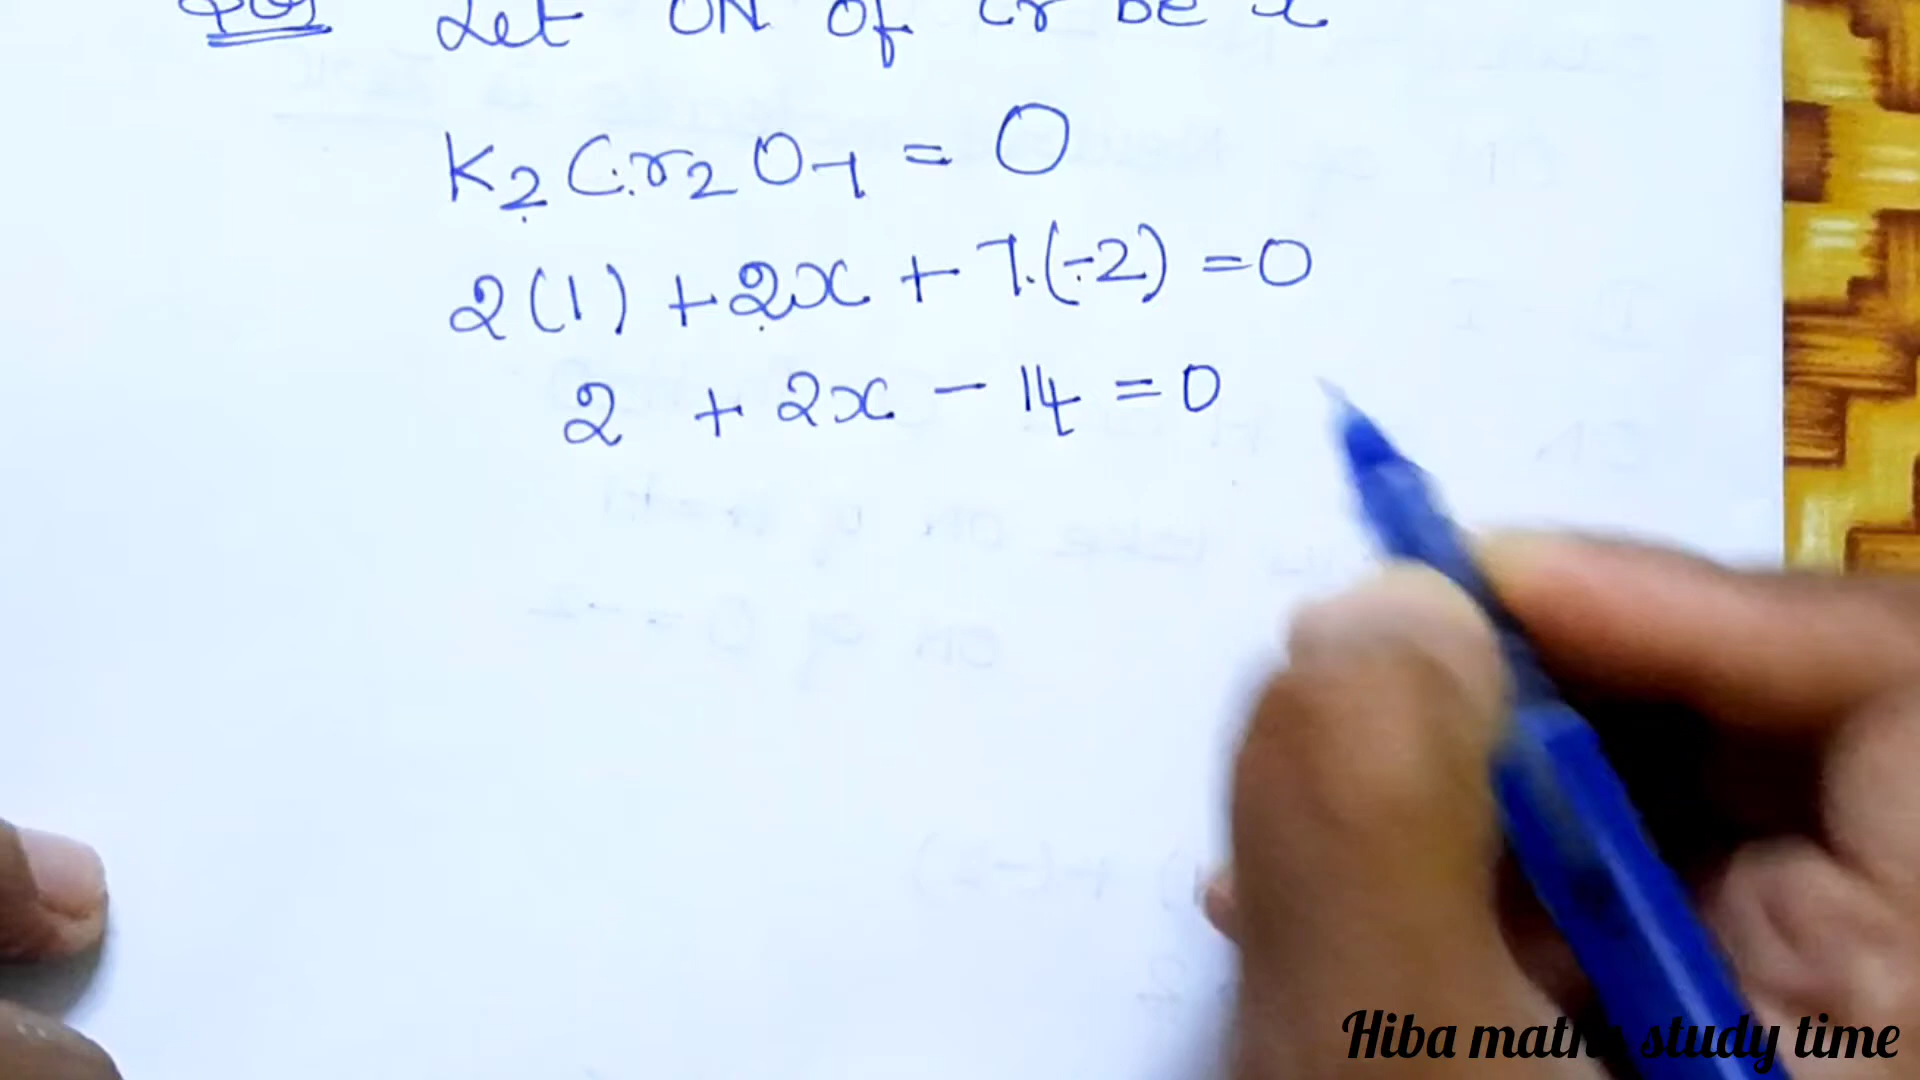 Let ON of Cr be x
K2Cr2O7 = 0
2(1) + 2x + 7(-2) = 0
2 + 2x - 14 = 0
Hiba maths study time